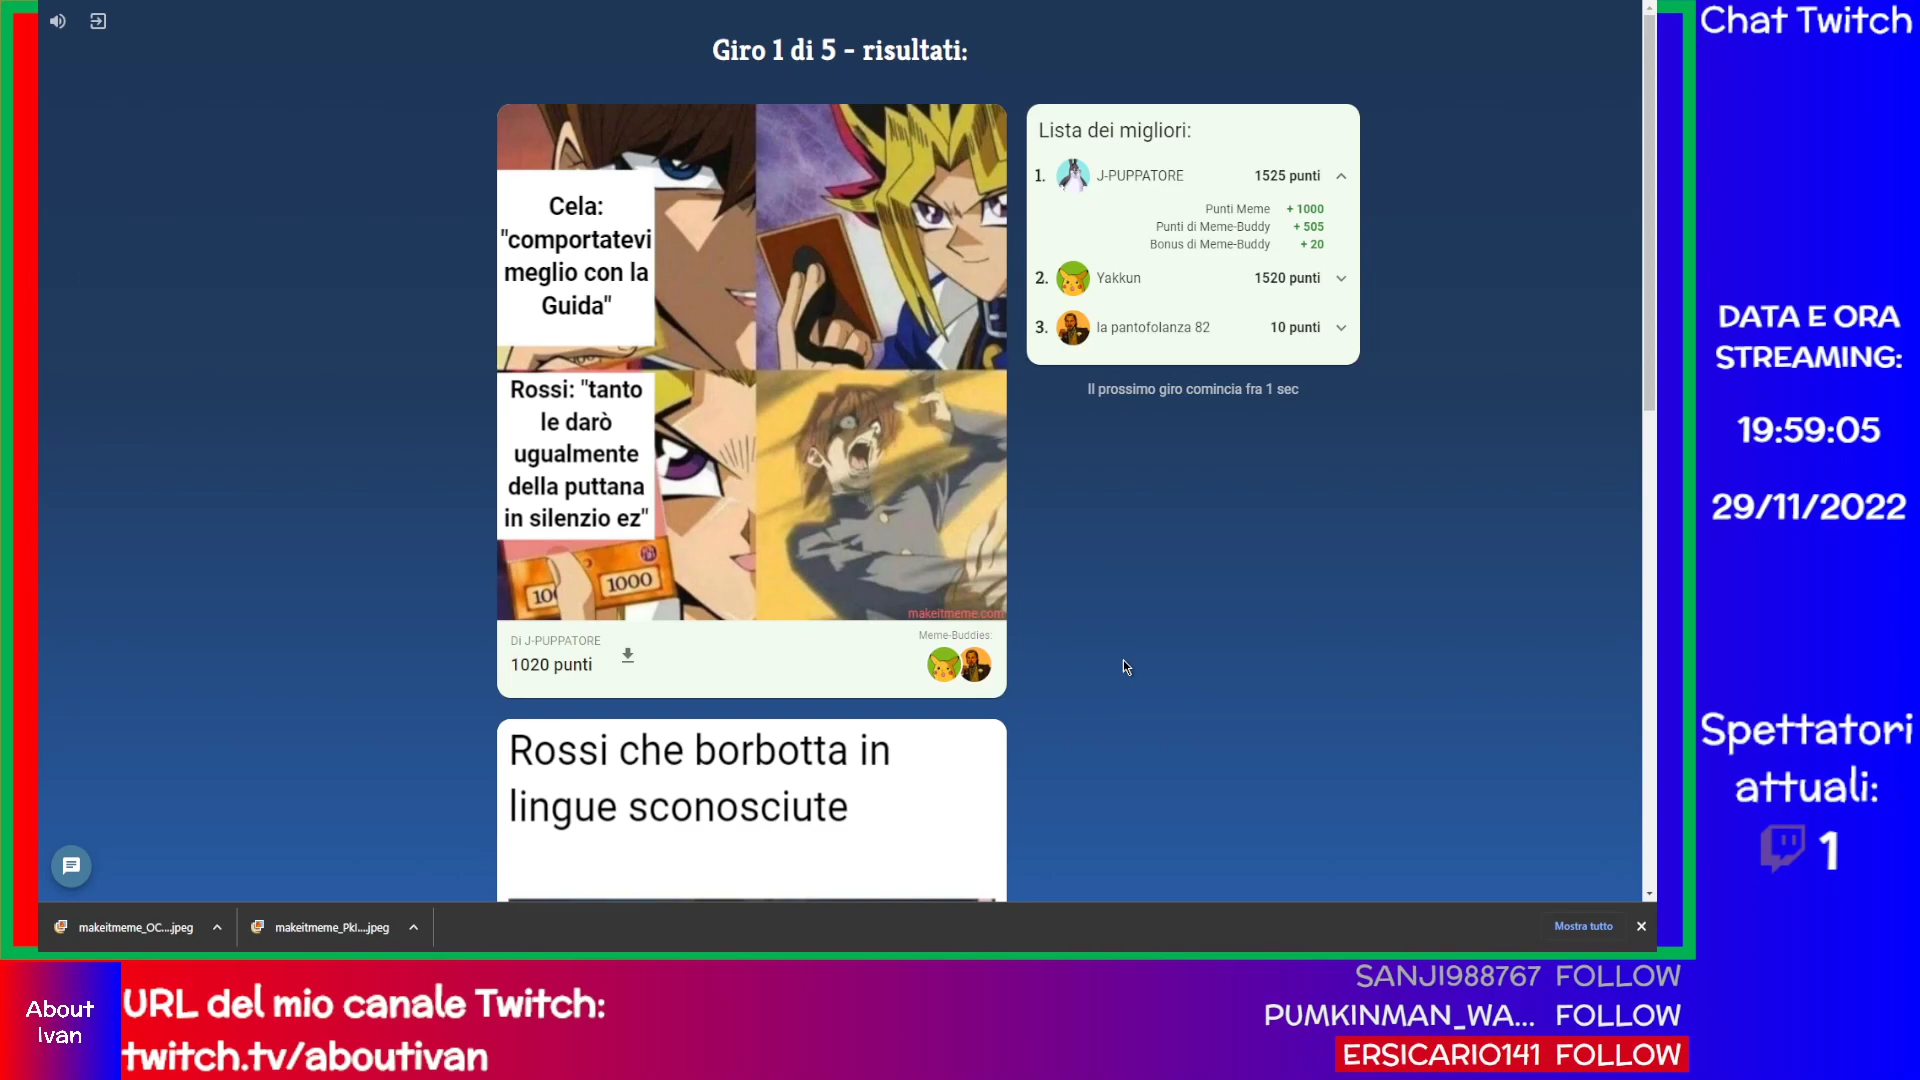 Giro 1 di 5 - risultati:
Cela:
"comportatevi
meglio con la
Guida"
Rossi: "tanto
le darò
ugualmente
della puttana
in silenzio ez"
1000
makeitmeme.com
DI J-PUPPATORE
1020 punti
Meme-Buddies:
Rossi che borbotta in
lingue sconosciute
Lista dei migliori:
1. J-PUPPATORE 1525 punti
Punti Meme + 1000
Punti di Meme-Buddy + 505
Bonus di Meme-Buddy + 20
2. Yakkun 1520 punti
3. la pantofolanza 82 10 punti
Il prossimo giro comincia fra 1 sec
makeitmeme_OC....jpeg
makeitmeme_Pkl....jpeg
Mostra tutto
Chat Twitch
DATA E ORA
STREAMING:
19:59:05
29/11/2022
Spettatori
attuali:
1
About
Ivan
URL del mio canale Twitch:
twitch.tv/aboutivan
SANJI988767 FOLLOW
PUMKINMAN_WA... FOLLOW
ERSICARIO141 FOLLOW